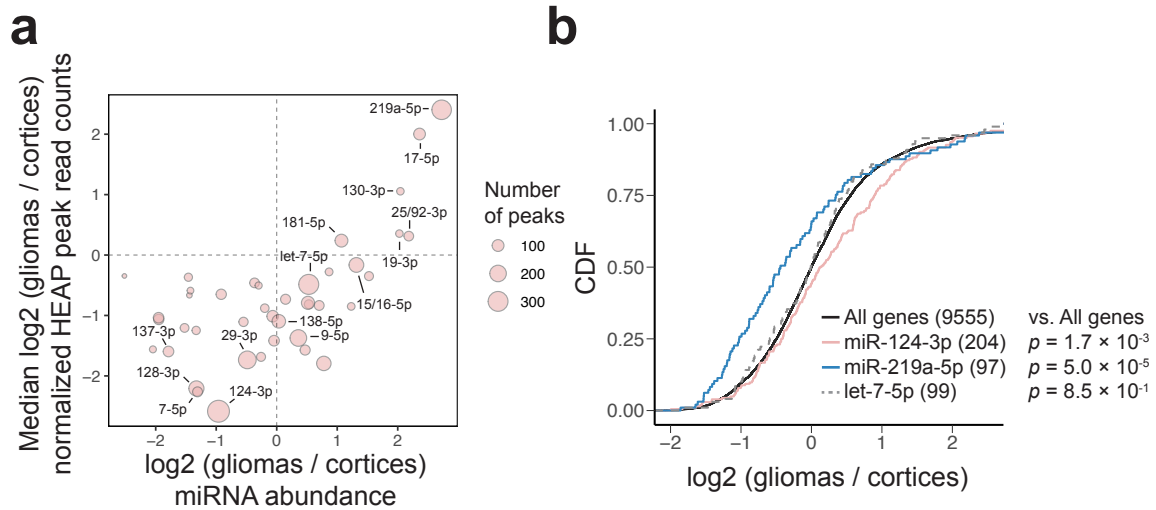 a
Median log2 (gliomas / cortices)
normalized HEAP peak read counts
2
1
0
−1
−2
219a-5p
17-5p
130-3p
25/92-3p
181-5p
19-3p
let-7-5p
15/16-5p
138-5p
137-3p
29-3p
9-5p
128-3p
124-3p
7-5p
−2
−1
0
1
2
log2 (gliomas / cortices)
miRNA abundance
Number
of peaks
100
200
300
b
CDF
1.00
0.75
0.50
0.25
0.00
All genes (9555) vs. All genes
miR-124-3p (204) p = 1.7 × 10-3
miR-219a-5p (97) p = 5.0 × 10-5
let-7-5p (99) p = 8.5 × 10-1
−2
−1
0
1
2
log2 (gliomas / cortices)